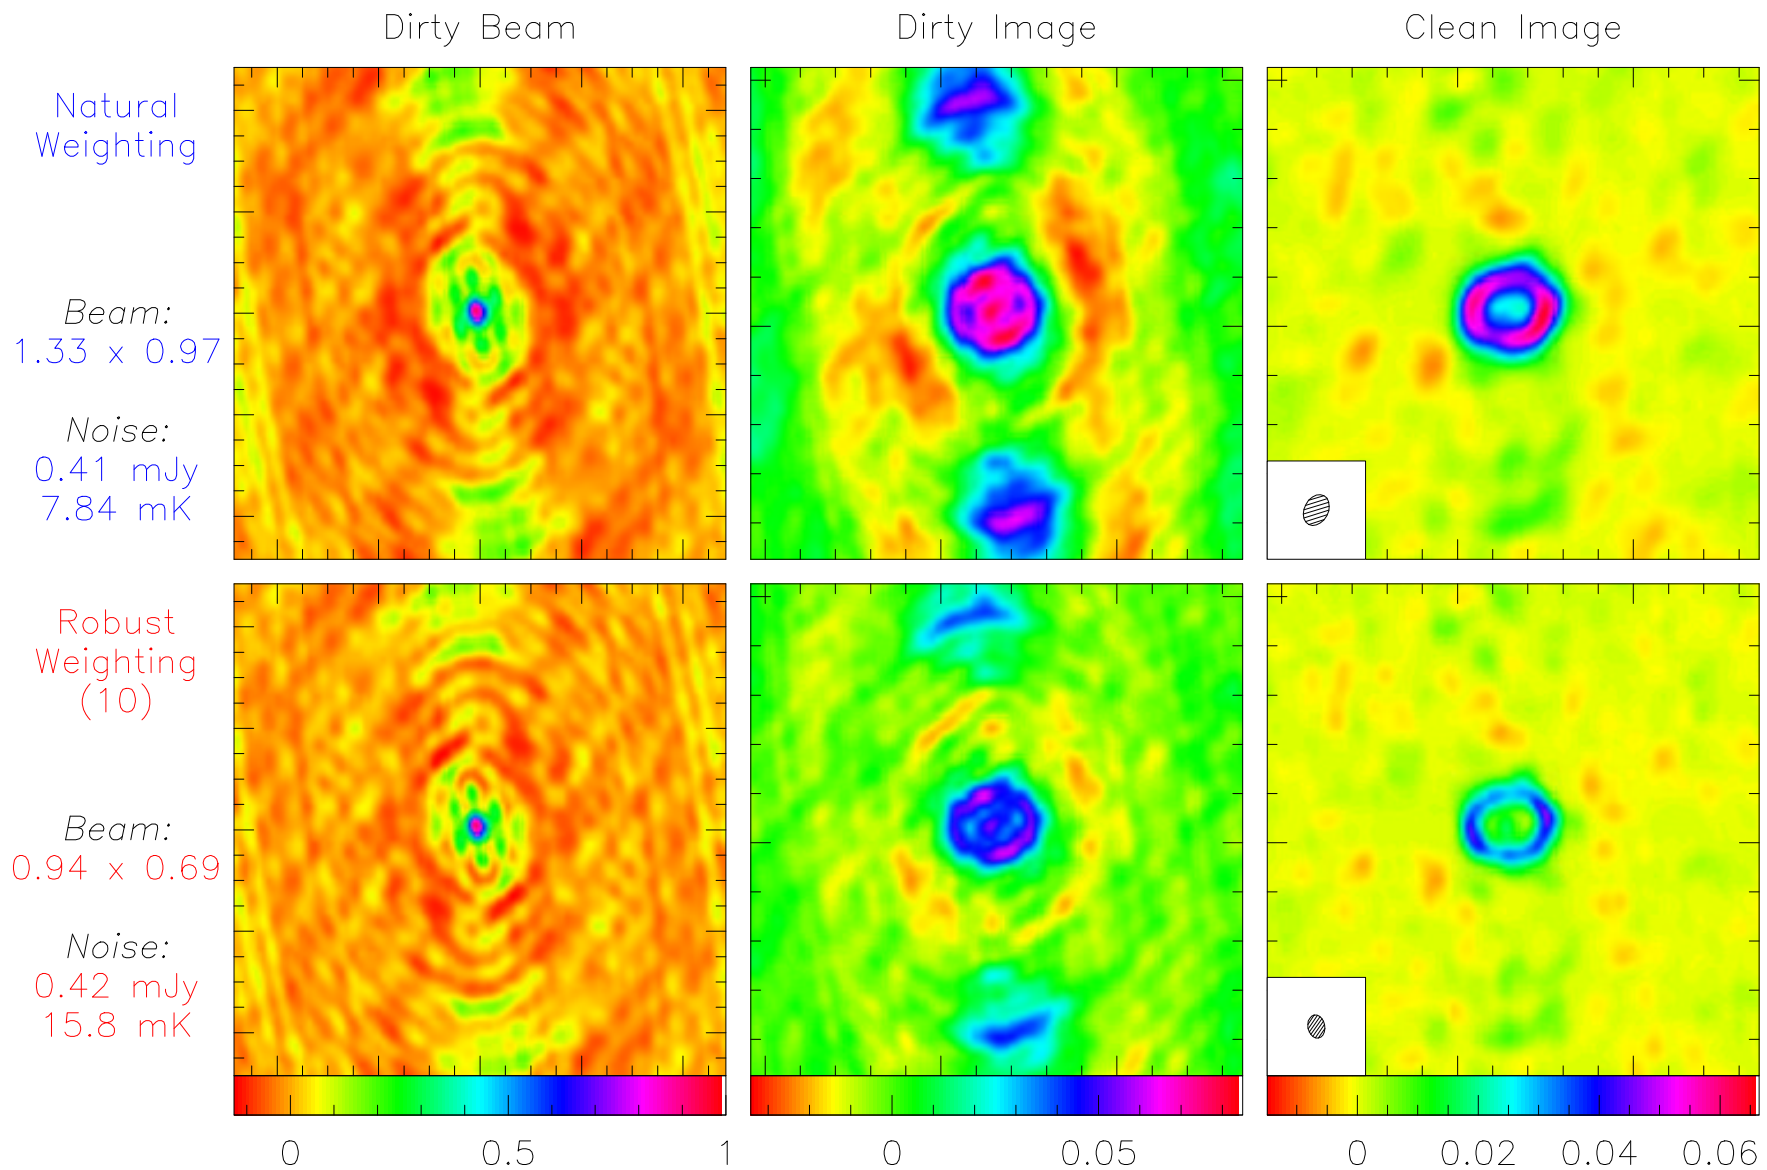 Dirty Beam
Dirty Image
Clean Image
Natural
Weighting
Beam:
1.33 x 0.97
Noise:
0.41 mJy
7.84 mK
Robust
Weighting
(10)
Beam:
0.94 x 0.69
Noise:
0.42 mJy
15.8 mK
0 0.5 1
0 0.05
0 0.02 0.04 0.06